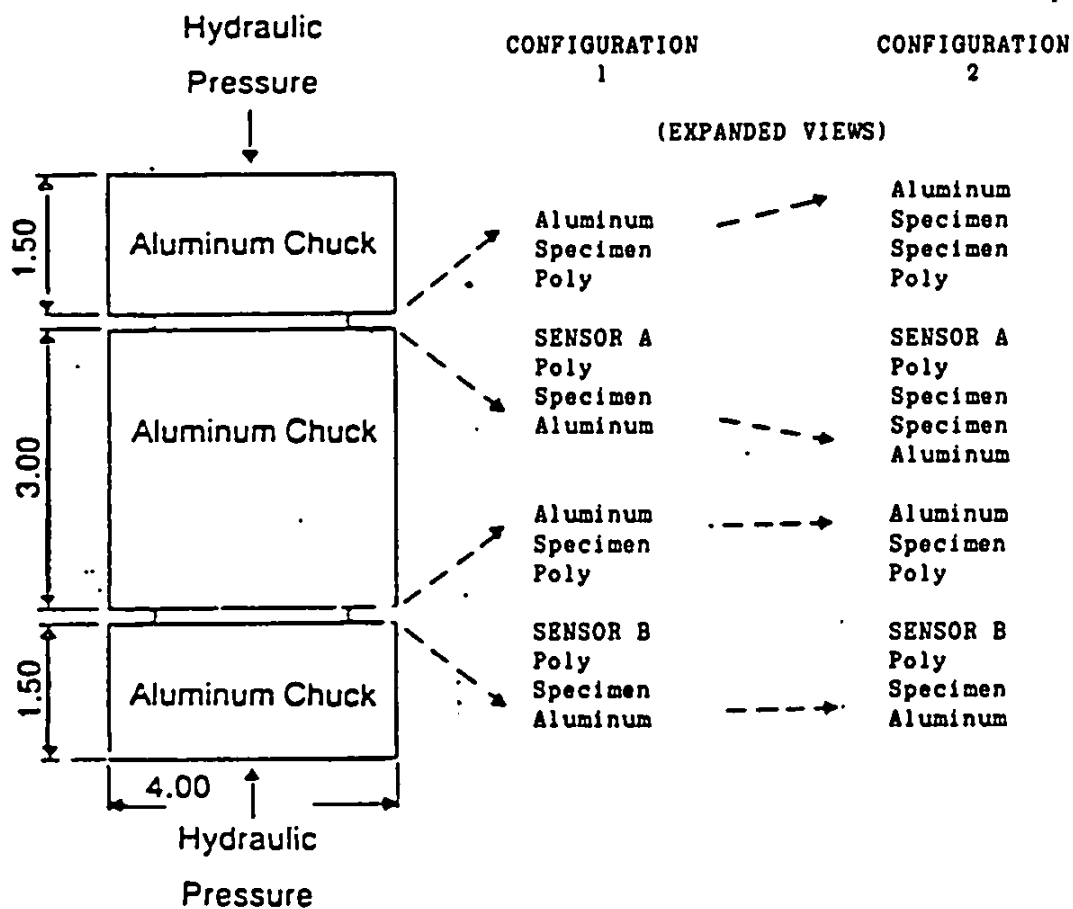 Hydraulic
Pressure
CONFIGURATION
1
CONFIGURATION
2
(EXPANDED VIEWS)
1.50
Aluminum Chuck
3.00
Aluminum Chuck
1.50
Aluminum Chuck
4.00
Hydraulic
Pressure
Aluminum
Specimen
Poly
SENSOR A
Poly
Specimen
Aluminum
Aluminum
Specimen
Poly
SENSOR B
Poly
Specimen
Aluminum
Aluminum
Specimen
Specimen
Poly
SENSOR A
Poly
Specimen
Specimen
Aluminum
Aluminum
Specimen
Poly
SENSOR B
Poly
Specimen
Aluminum